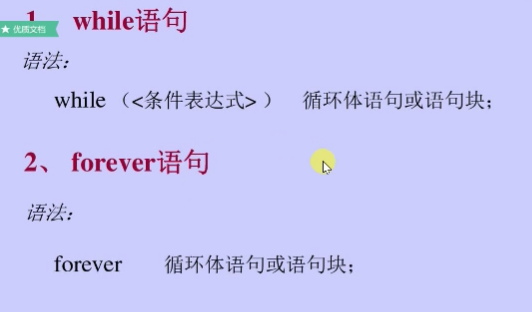 1、 while语句
优质文档
语法：
while （<条件表达式> ） 循环体语句或语句块；
2、 forever语句
语法：
forever 循环体语句或语句块；